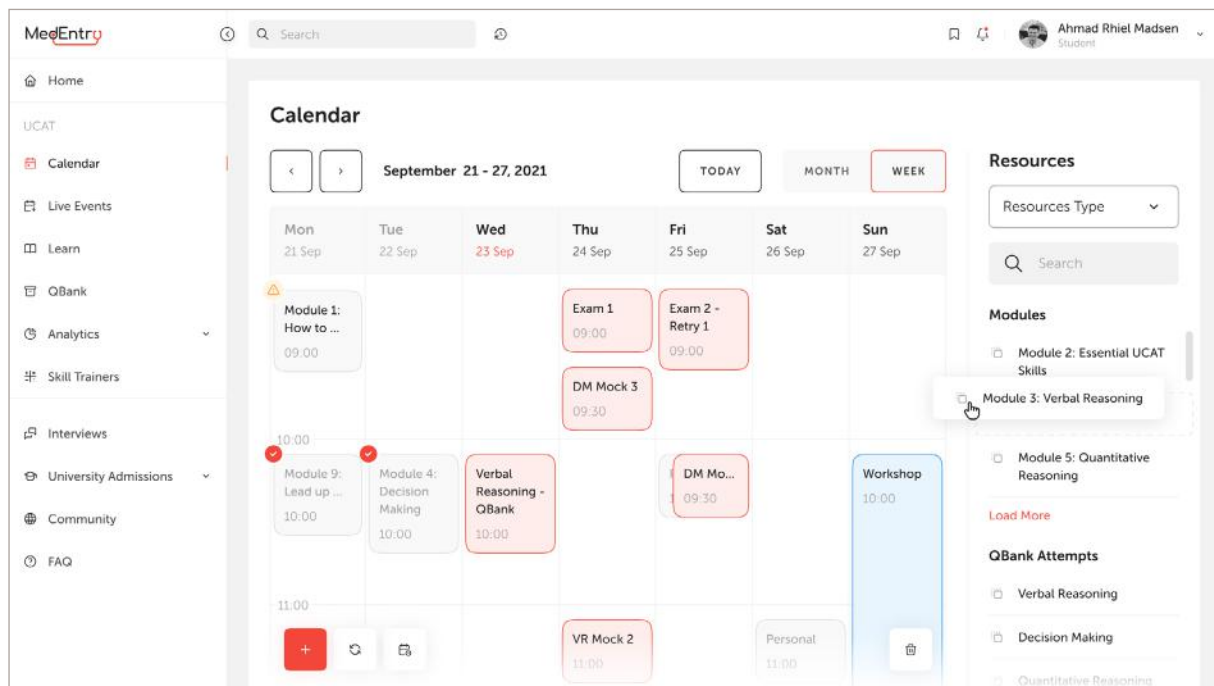 MedEntry
Search
Ahmad Rhiel Madsen
Student
Home
UCAT
Calendar
Live Events
Learn
QBank
Analytics
Skill Trainers
Interviews
University Admissions
Community
FAQ
Calendar
September 21 - 27, 2021
TODAY
MONTH
WEEK
Mon
21 Sep
Tue
22 Sep
Wed
23 Sep
Thu
24 Sep
Fri
25 Sep
Sat
26 Sep
Sun
27 Sep
Module 1:
How to ...
09:00
Exam 1
09:00
Exam 2 -
Retry 1
09:00
DM Mock 3
09:30
10:00
Module 9:
Lead up ...
10:00
Module 4:
Decision
Making
10:00
Verbal
Reasoning -
QBank
10:00
DM Mo...
09:30
Workshop
10:00
11:00
VR Mock 2
11:00
Personal
11:00
Resources
Resources Type
Search
Modules
Module 2: Essential UCAT
Skills
Module 3: Verbal Reasoning
Module 5: Quantitative
Reasoning
Load More
QBank Attempts
Verbal Reasoning
Decision Making
Quantitative Reasoning